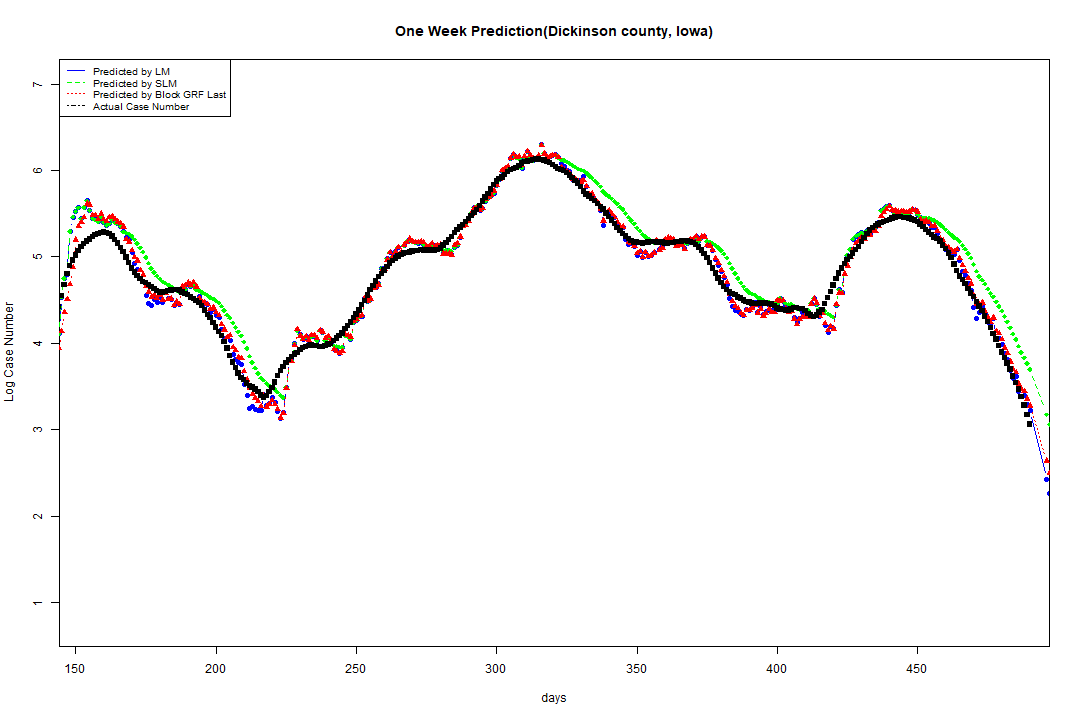 One Week Prediction(Dickinson county, Iowa)
Predicted by LM
Predicted by SLM
Predicted by Block GRF Last
Actual Case Number
Log Case Number
7
6
5
4
3
2
1
150 200 250 300 350 400 450
days